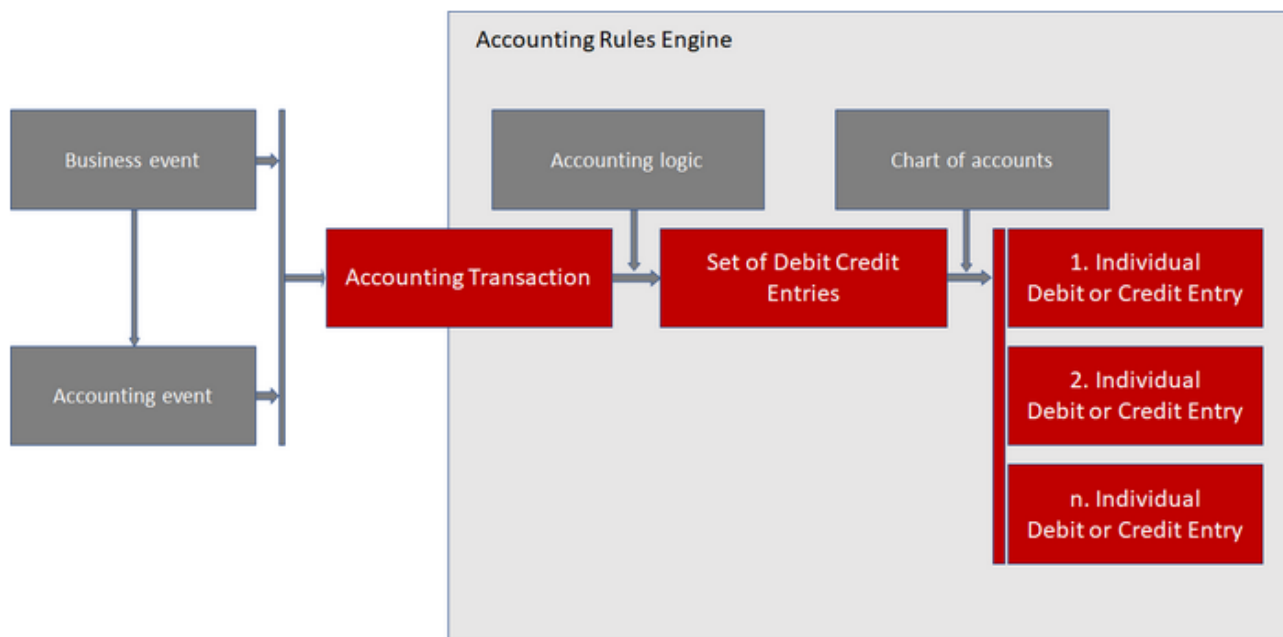 Accounting Rules Engine
Business event
Accounting logic
Chart of accounts
Accounting Transaction
Set of Debit Credit
Entries
1. Individual
Debit or Credit Entry
Accounting event
2. Individual
Debit or Credit Entry
n. Individual
Debit or Credit Entry